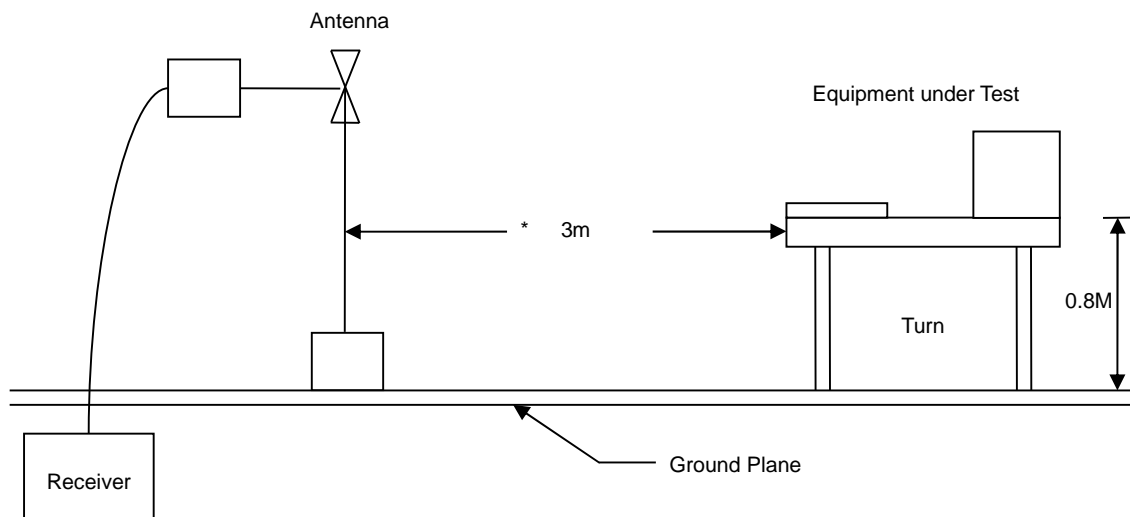 Antenna
Equipment under Test
* 3m
0.8M
Turn
Ground Plane
Receiver